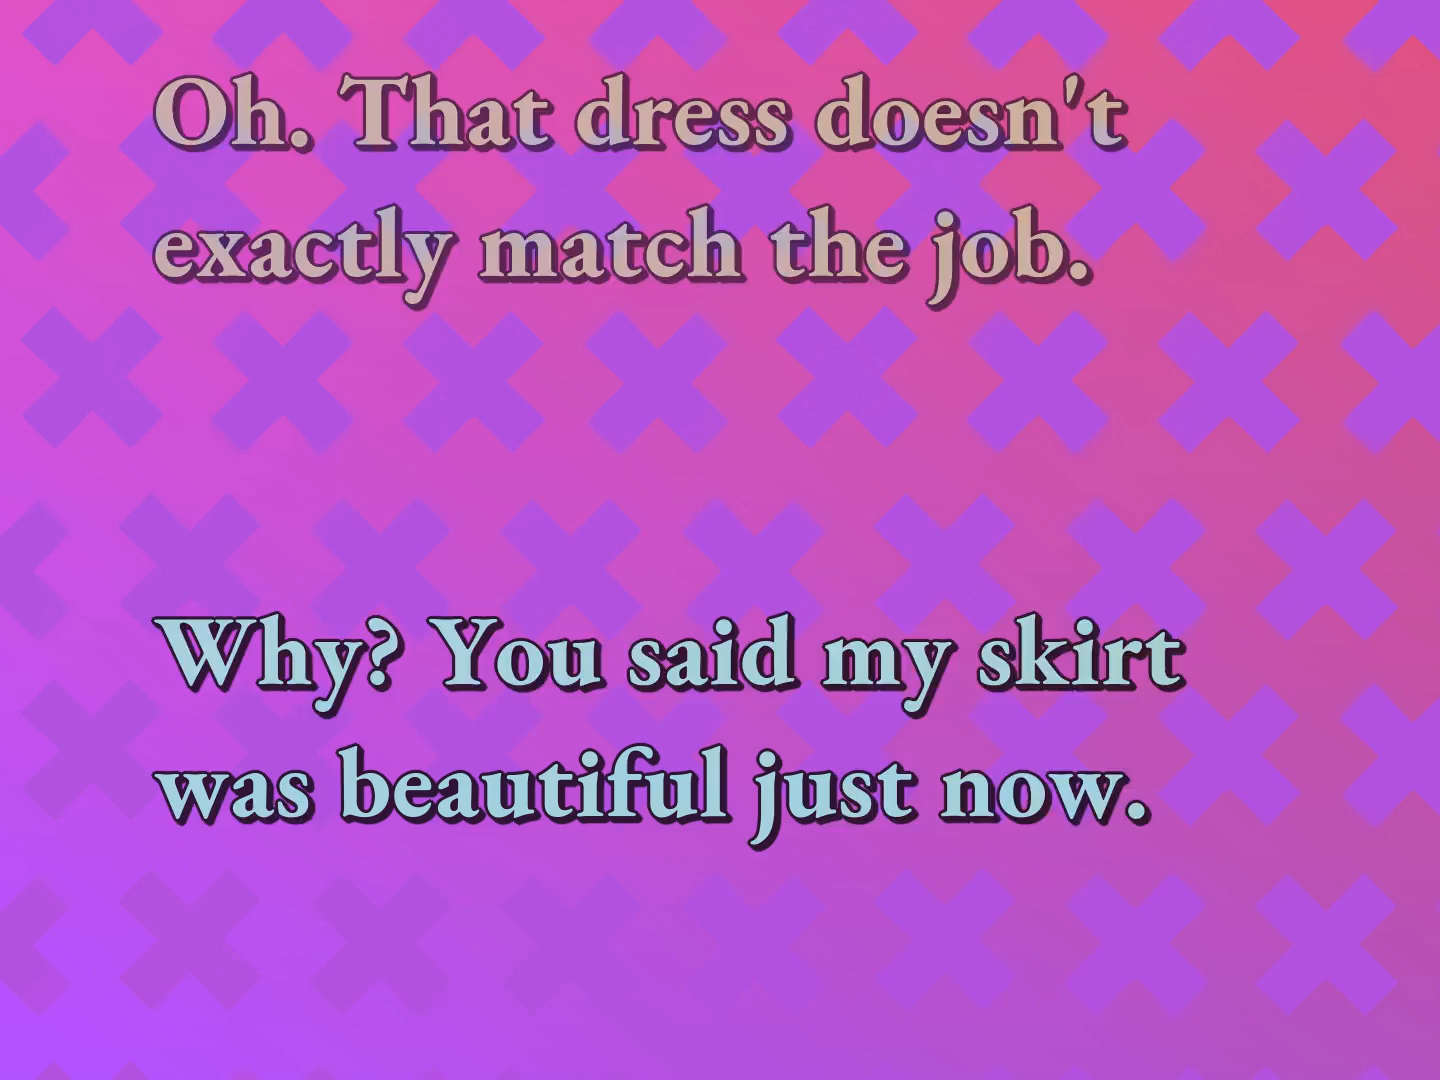 Oh. That dress doesn't
exactly match the job.
Why? You said my skirt
was beautiful just now.